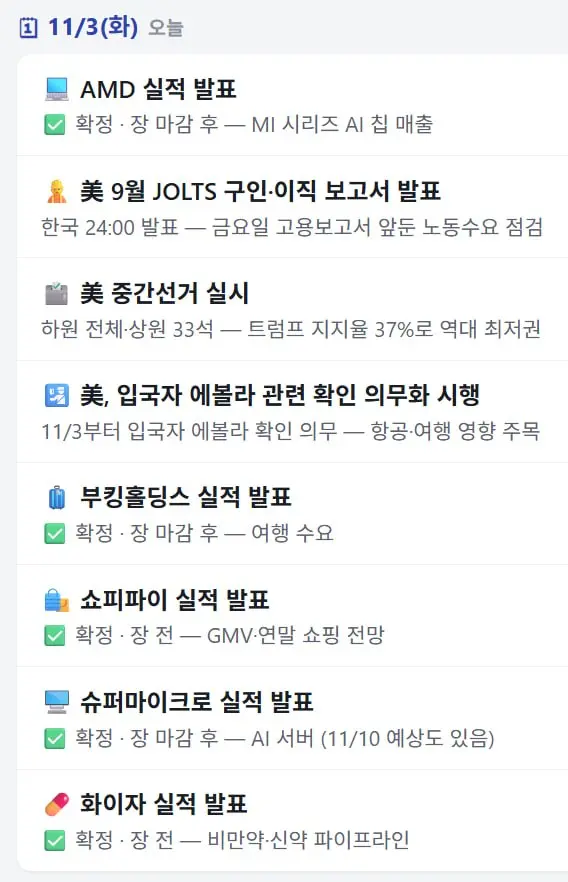 11/3(화) 오늘
AMD 실적 발표
확정 · 장 마감 후 — MI 시리즈 AI 칩 매출
美 9월 JOLTS 구인·이직 보고서 발표
한국 24:00 발표 — 금요일 고용보고서 앞둔 노동수요 점검
美 중간선거 실시
하원 전체·상원 33석 — 트럼프 지지율 37%로 역대 최저권
美, 입국자 에볼라 관련 확인 의무화 시행
11/3부터 입국자 에볼라 확인 의무 — 항공·여행 영향 주목
부킹홀딩스 실적 발표
확정 · 장 마감 후 — 여행 수요
쇼피파이 실적 발표
확정 · 장 전 — GMV·연말 쇼핑 전망
슈퍼마이크로 실적 발표
확정 · 장 마감 후 — AI 서버 (11/10 예상도 있음)
화이자 실적 발표
확정 · 장 전 — 비만약·신약 파이프라인